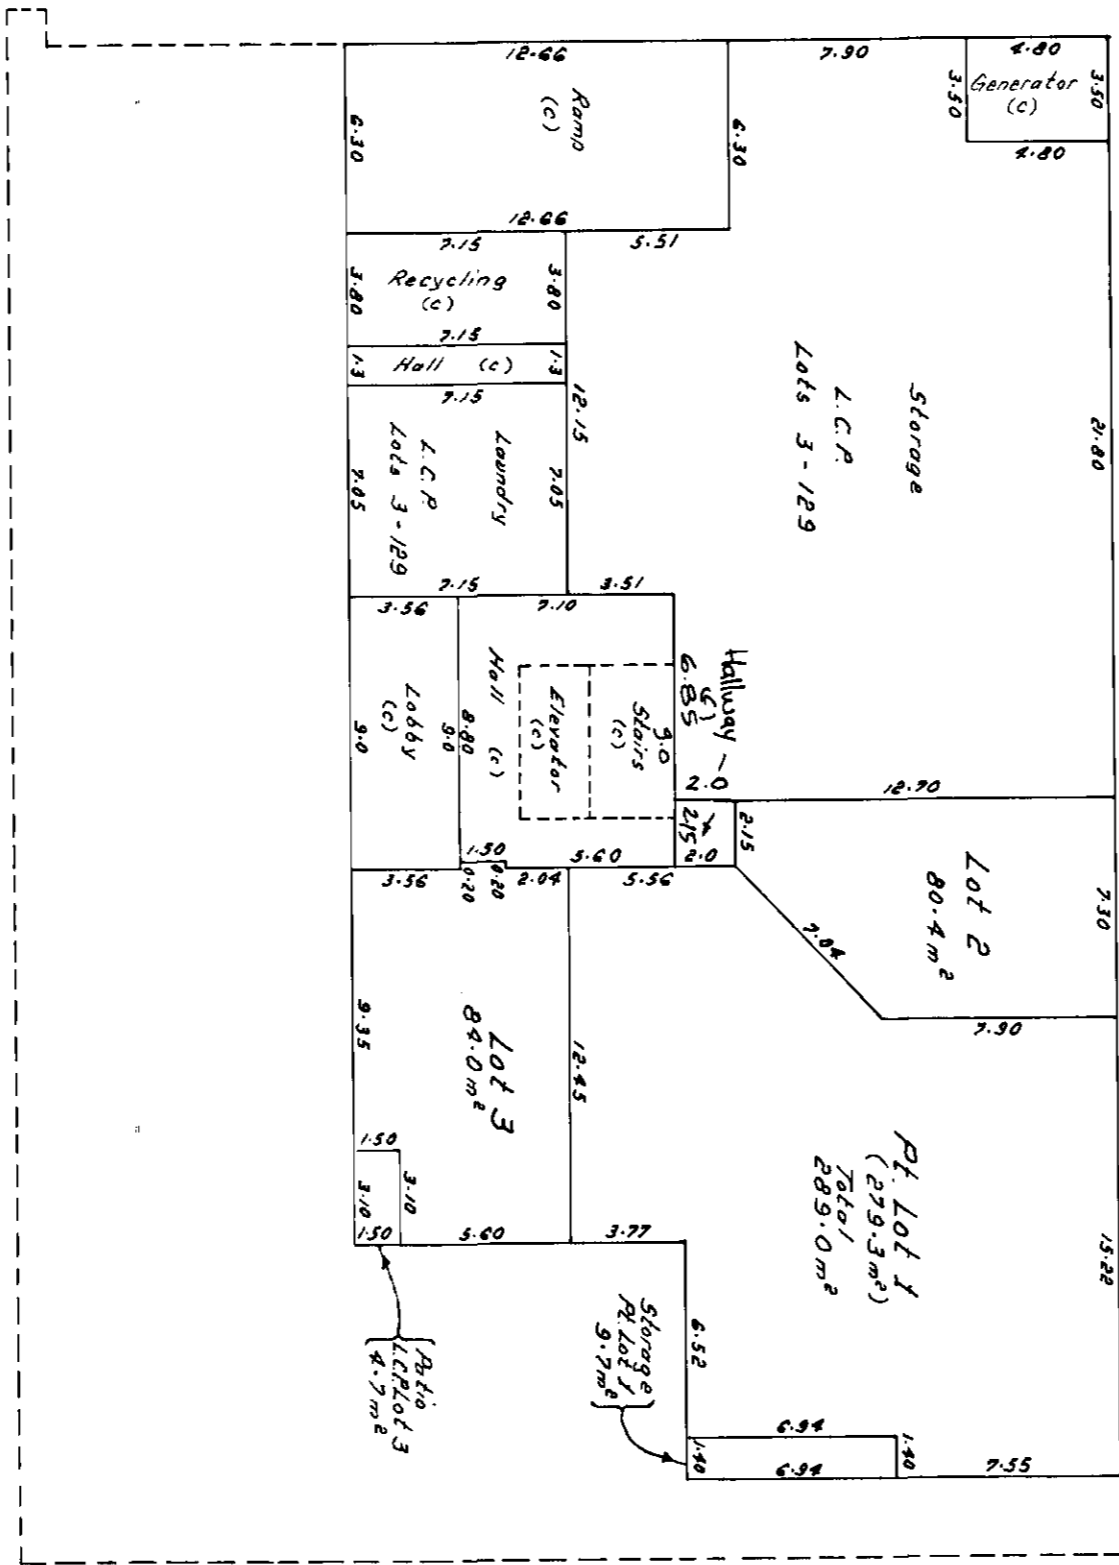 12.66
7.90
4.80
Generator
(C)
3.50
3.50
4.80
Ramp
(C)
6.30
6.30
12.66
5.51
7.15
Recycling
(C)
3.80
3.80
7.15
Hall (C)
1.3
1.3
7.15
12.15
Laundry
L.C.P.
Lots 3-129
7.05
7.05
7.15
Storage
L.C.P.
Lots 3-129
21.80
3.51
3.56
7.10
Lobby
(C)
9.0
9.0
8.80
Hall (C)
Elevator
(C)
Stairs
(C)
9.0
Hallway -
(C)
6.85
2.0
12.70
2.15
2.15
2.0
1.50
5.60
3.56
0.20
0.20
2.04
5.56
Lot 2
80.4 m²
7.30
7.04
7.90
Lot 3
84.0 m²
9.35
12.45
1.50
3.10
3.10
1.50
5.60
3.77
Pt. Lot 1
(279.3 m²)
Total
289.0 m²
15.22
6.52
Storage
Pt. Lot 1
9.7 m²
Patio
L.C.P. Lot 3
4.7 m²
6.94
1.40
1.40
6.94
7.55